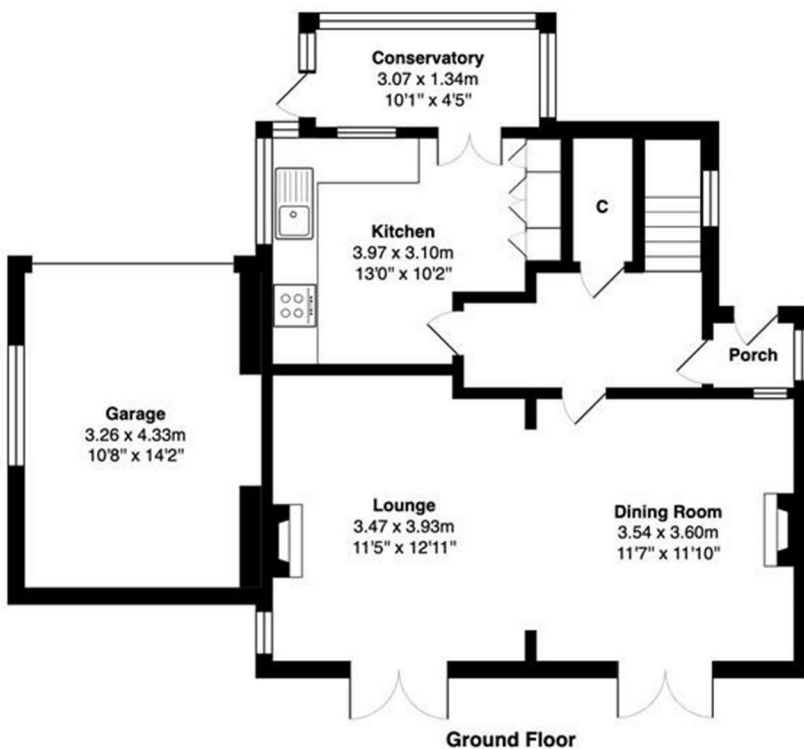 Conservatory
3.07 x 1.34m
10'1" x 4'5"
C
Kitchen
3.97 x 3.10m
13'0" x 10'2"
Porch
Garage
3.26 x 4.33m
10'8" x 14'2"
Lounge
3.47 x 3.93m
11'5" x 12'11"
Dining Room
3.54 x 3.60m
11'7" x 11'10"
Ground Floor